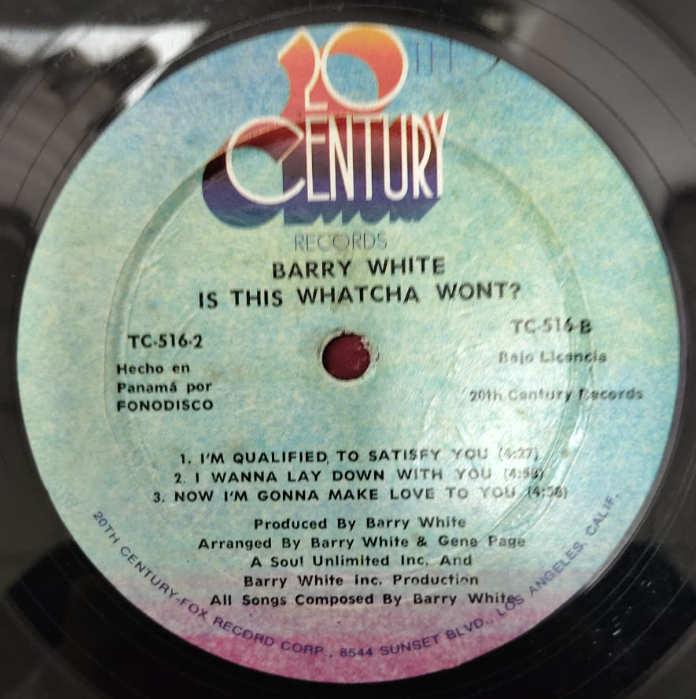 20TH
CENTURY
RECORDS
BARRY WHITE
IS THIS WHATCHA WONT?
TC-516-2
Hecho en
Panamá por
FONODISCO
TC-516-B
Bajo Licencia
20th Century Records
1. I'M QUALIFIED TO SATISFY YOU (4:27)
2. I WANNA LAY DOWN WITH YOU (4:58)
3. NOW I'M GONNA MAKE LOVE TO YOU (4:58)
Produced By Barry White
Arranged By Barry White & Gene Page
A Soul Unlimited Inc. And
Barry White Inc. Production
All Songs Composed By Barry White
20TH CENTURY-FOX RECORD CORP., 8544 SUNSET BLVD., LOS ANGELES, CALIF.